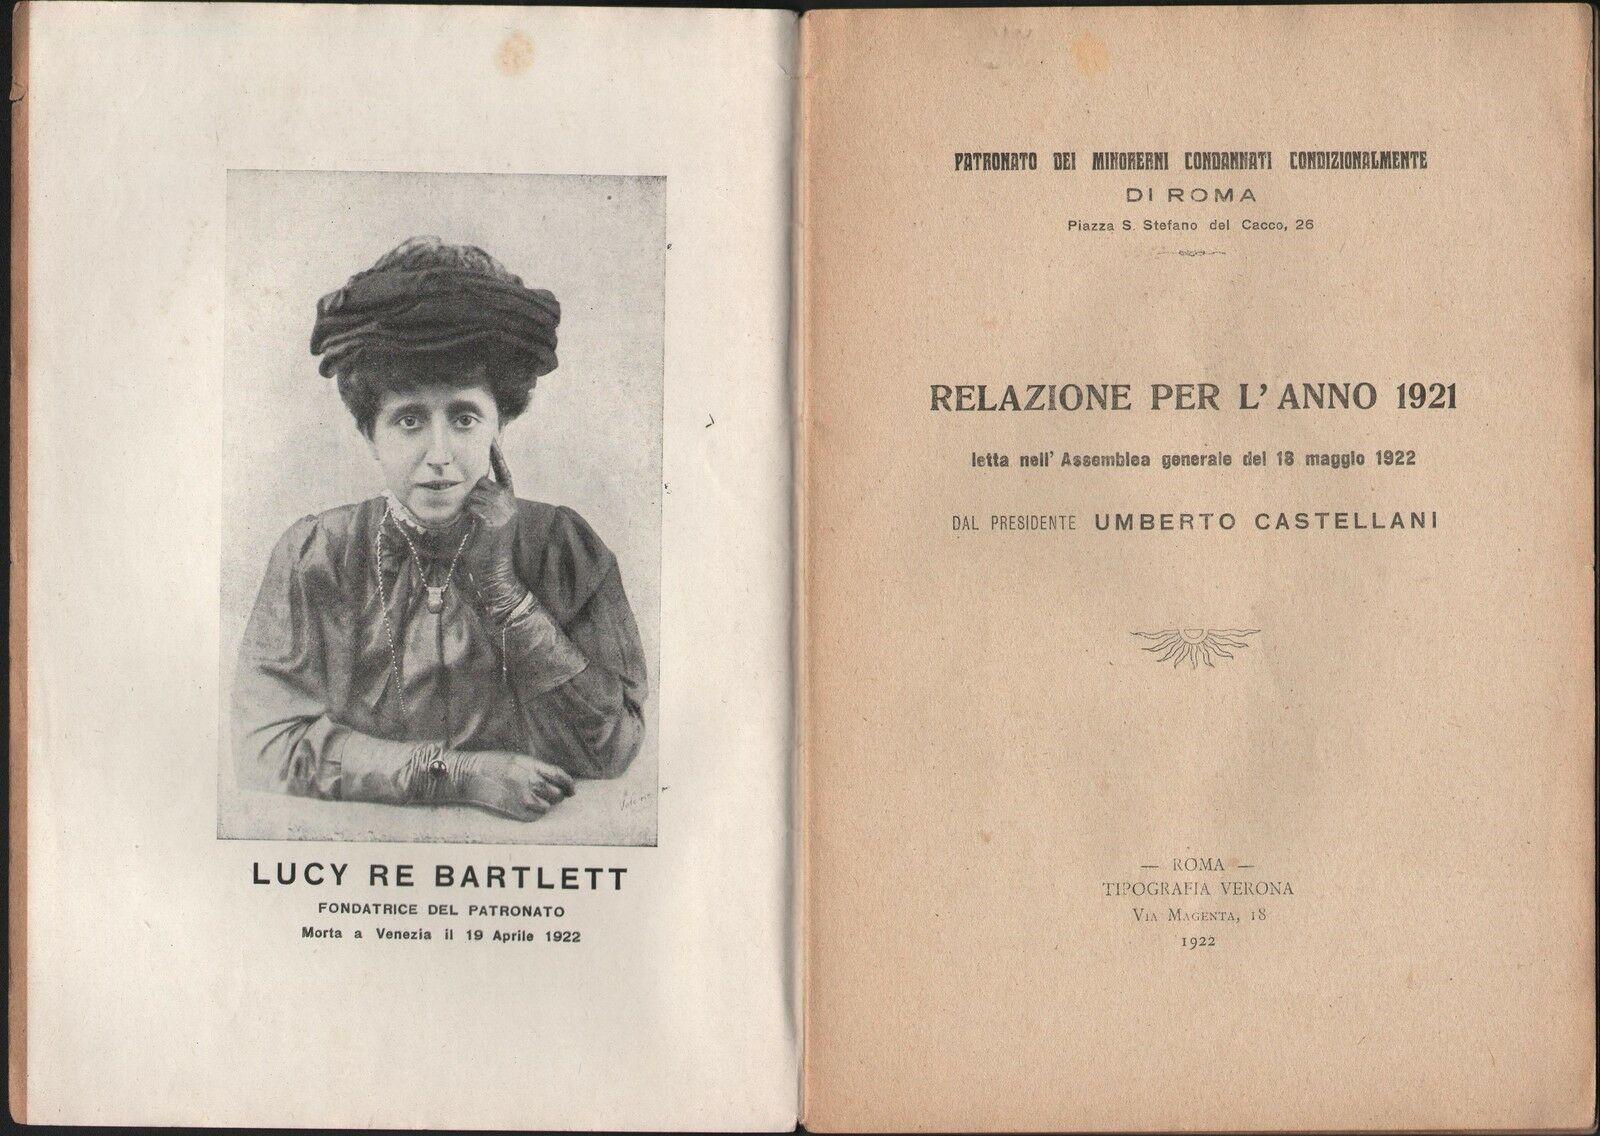 LUCY RE BARTLETT
FONDATRICE DEL PATRONATO
Morta a Venezia il 19 Aprile 1922
PATRONATO DEI MINORENNI CONDANNATI CONDIZIONALMENTE
DI ROMA
Piazza S. Stefano del Cacco, 26
RELAZIONE PER L'ANNO 1921
letta nell'Assemblea generale del 18 maggio 1922
DAL PRESIDENTE UMBERTO CASTELLANI
— ROMA —
TIPOGRAFIA VERONA
VIA MAGENTA, 18
1922